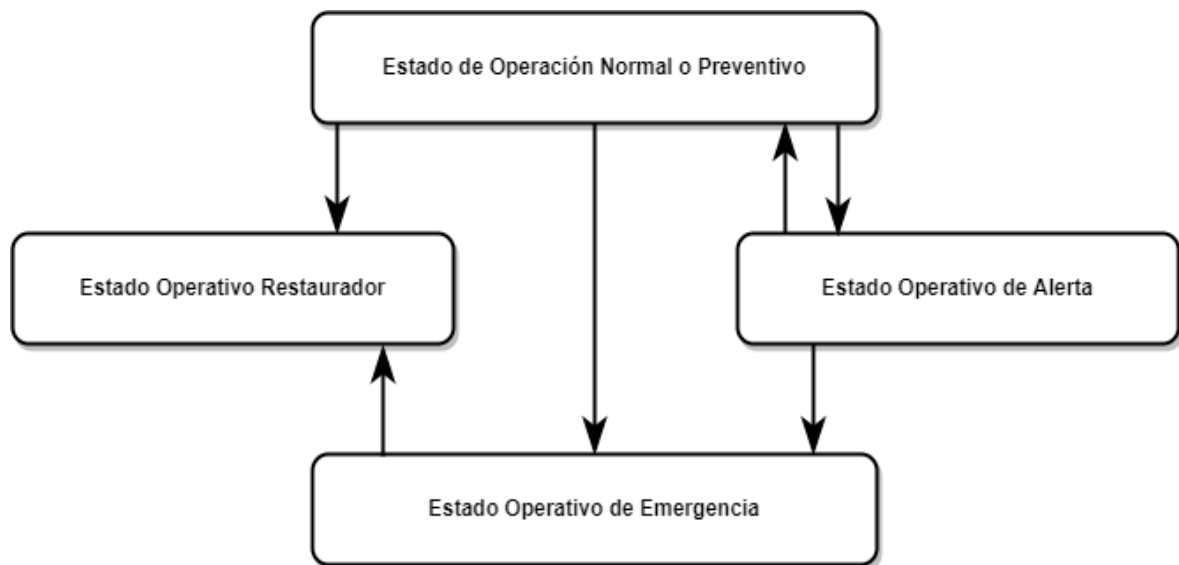 Estado de Operación Normal o Preventivo
Estado Operativo Restaurador
Estado Operativo de Alerta
Estado Operativo de Emergencia